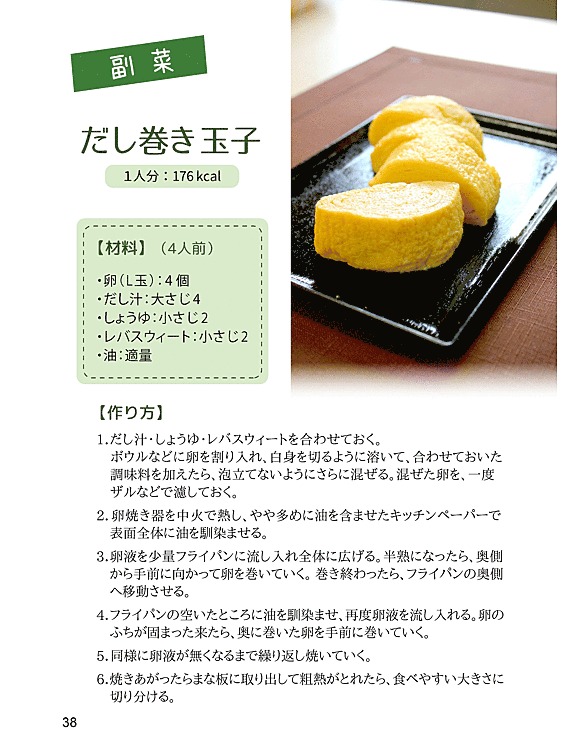 副菜
だし巻き玉子
1人分：176kcal
【材料】（4人前）
・卵（L玉）：4個
・だし汁：大さじ4
・しょうゆ：小さじ2
・レバスウィート：小さじ2
・油：適量
【作り方】
1.だし汁・しょうゆ・レバスウィートを合わせておく。
ボウルなどに卵を割り入れ、白身を切るように溶いて、合わせておいた
調味料を加えたら、泡立てないようにさらに混ぜる。混ぜた卵を、一度
ザルなどで濾しておく。
2. 卵焼き器を中火で熱し、やや多めに油を含ませたキッチンペーパーで
表面全体に油を馴染ませる。
3.卵液を少量フライパンに流し入れ全体に広げる。半熟になったら、奥側
から手前に向かって卵を巻いていく。 巻き終わったら、フライパンの奥側
へ移動させる。
4.フライパンの空いたところに油を馴染ませ、再度卵液を流し入れる。卵の
ふちが固まった来たら、奥に巻いた卵を手前に巻いていく。
5. 同様に卵液が無くなるまで繰り返し焼いていく。
6.焼きあがったらまな板に取り出して粗熱がとれたら、食べやすい大きさに
切り分ける。
38